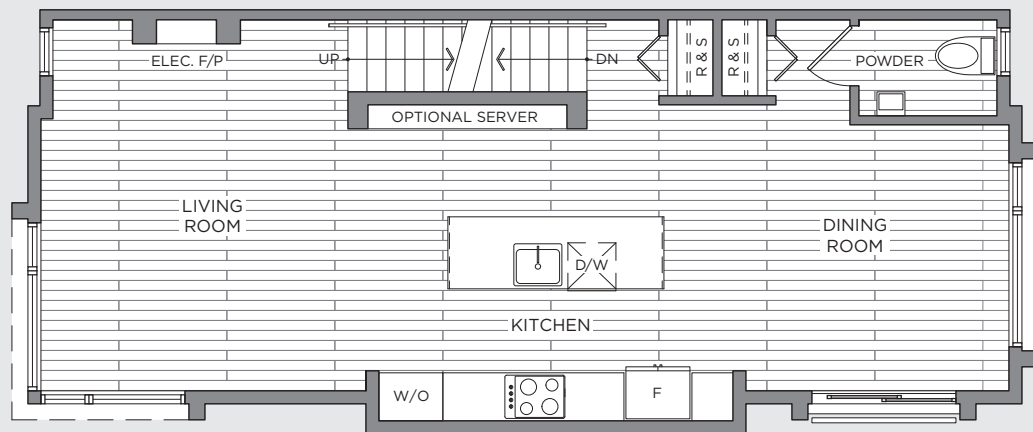 ELEC. F/P
UP
DN
R & S
R & S
POWDER
OPTIONAL SERVER
LIVING
ROOM
DINING
ROOM
D/W
KITCHEN
W/O
F